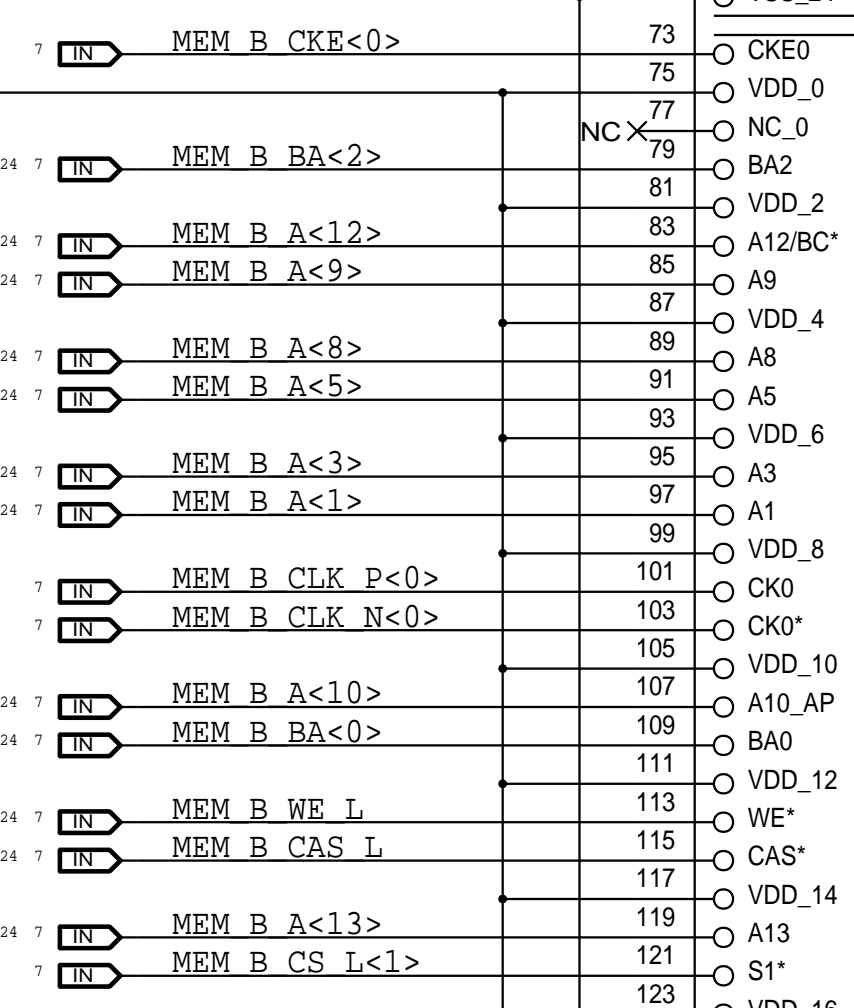 73
7 IN MEM_B_CKE<0> CKE0
75 VDD_0
77
NC NC_0
24 7 IN MEM_B_BA<2> 79 BA2
81 VDD_2
24 7 IN MEM_B_A<12> 83 A12/BC*
24 7 IN MEM_B_A<9> 85 A9
87 VDD_4
24 7 IN MEM_B_A<8> 89 A8
24 7 IN MEM_B_A<5> 91 A5
93 VDD_6
24 7 IN MEM_B_A<3> 95 A3
24 7 IN MEM_B_A<1> 97 A1
99 VDD_8
7 IN MEM_B_CLK_P<0> 101 CK0
7 IN MEM_B_CLK_N<0> 103 CK0*
105 VDD_10
24 7 IN MEM_B_A<10> 107 A10_AP
24 7 IN MEM_B_BA<0> 109 BA0
111 VDD_12
24 7 IN MEM_B_WE_L 113 WE*
24 7 IN MEM_B_CAS_L 115 CAS*
117 VDD_14
24 7 IN MEM_B_A<13> 119 A13
7 IN MEM_B_CS_L<1> 121 S1*
123